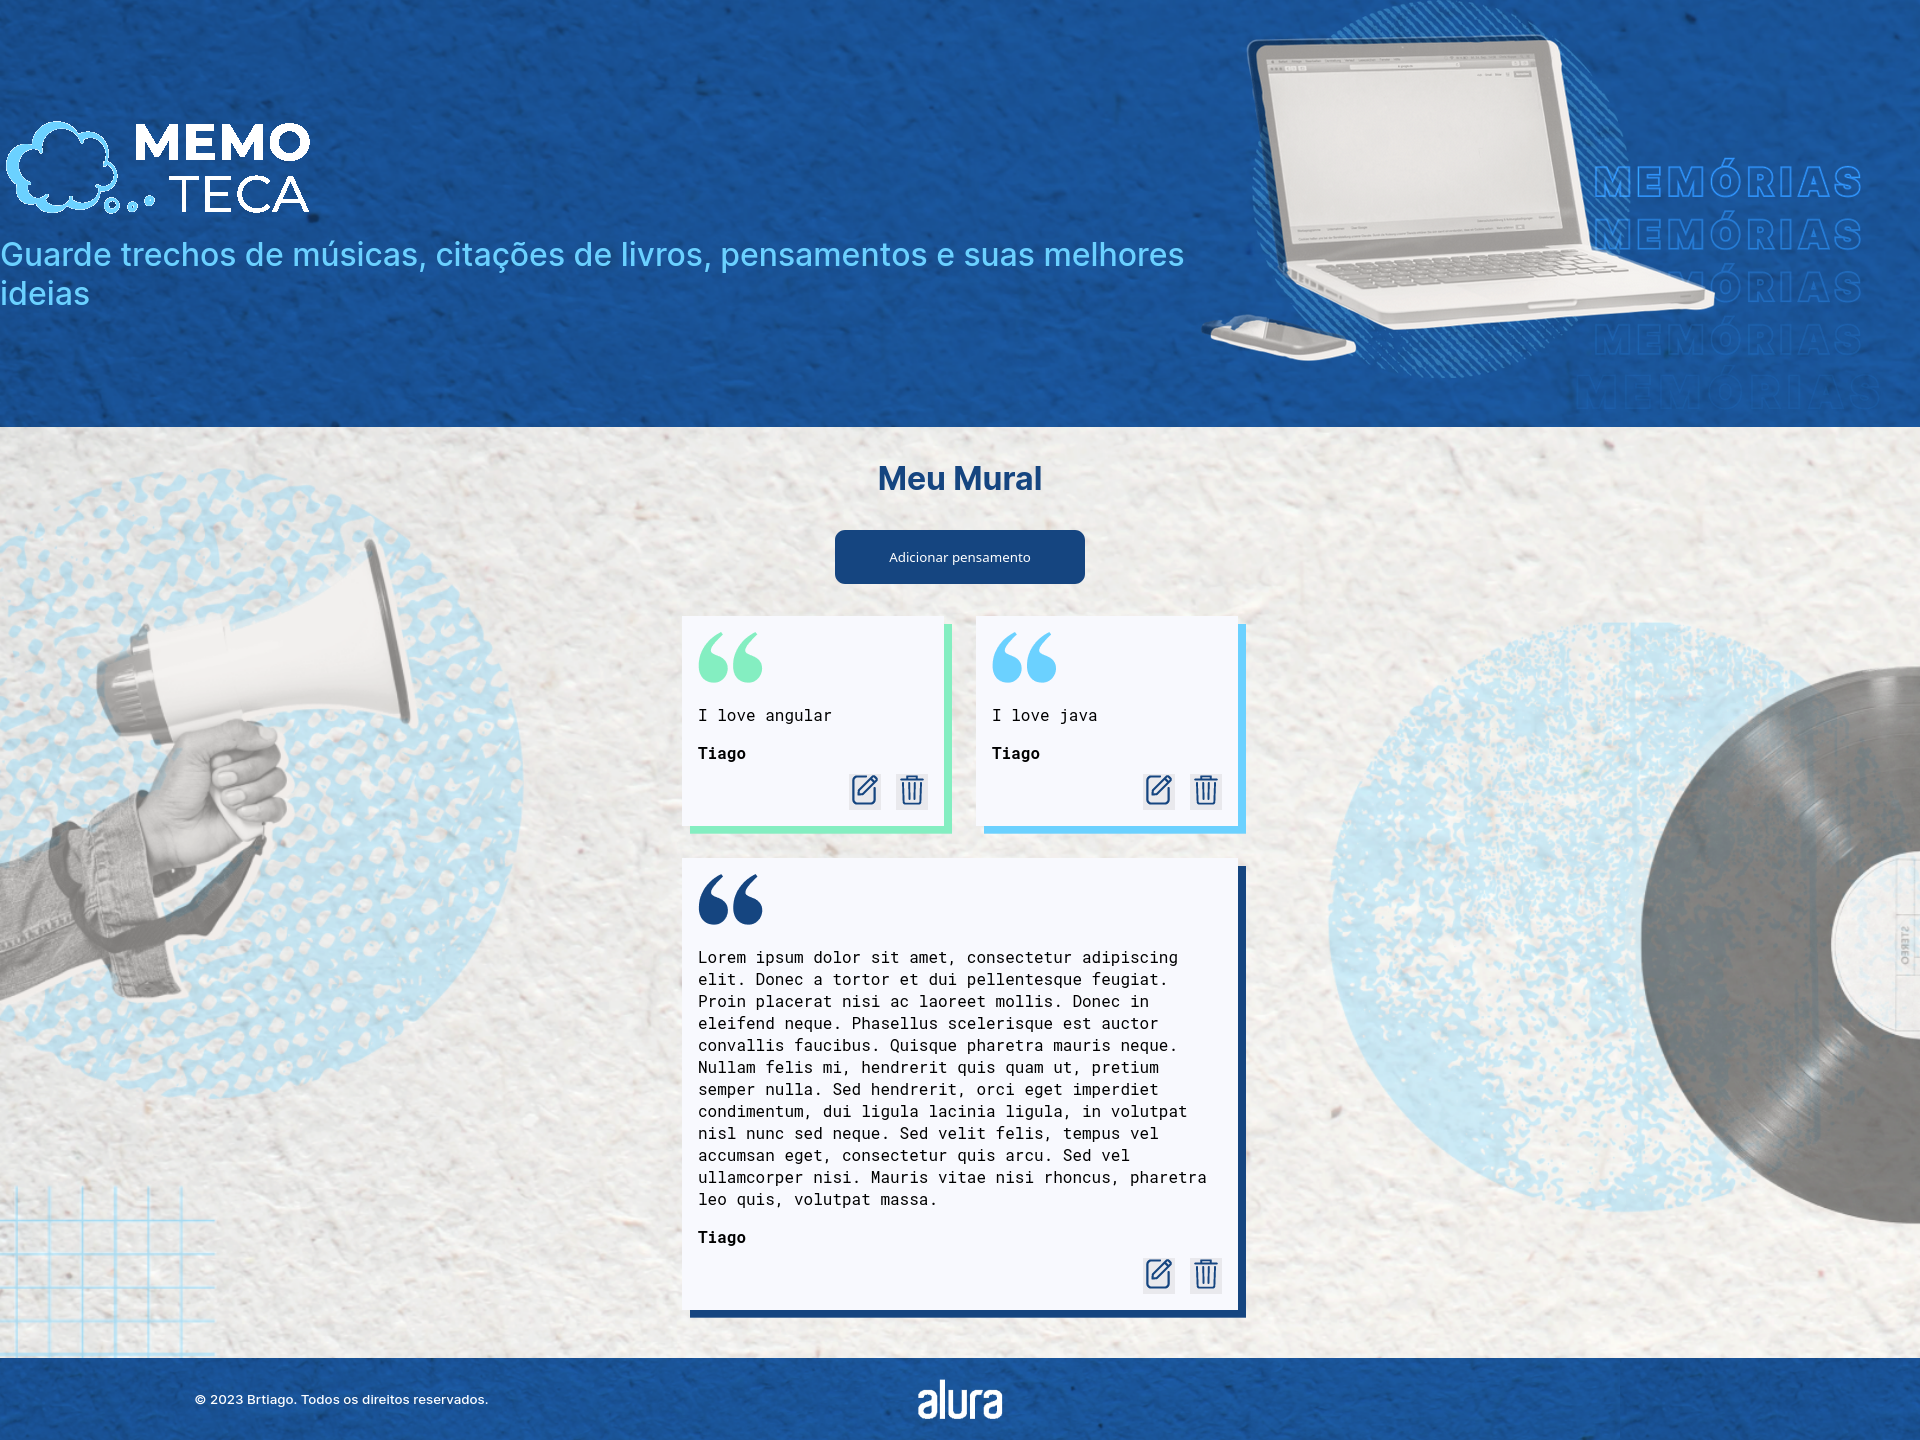 MEMO
TECA
Guarde trechos de músicas, citações de livros, pensamentos e suas melhores
ideias
MEMÓRIAS
MEMÓRIAS
MEMÓRIAS
MEMÓRIAS
MEMÓRIAS
Meu Mural
Adicionar pensamento
I love angular
Tiago
I love java
Tiago
STEREO
Lorem ipsum dolor sit amet, consectetur adipiscing
elit. Donec a tortor et dui pellentesque feugiat.
Proin placerat nisi ac laoreet mollis. Donec in
eleifend neque. Phasellus scelerisque est auctor
convallis faucibus. Quisque pharetra mauris neque.
Nullam felis mi, hendrerit quis quam ut, pretium
semper nulla. Sed hendrerit, orci eget imperdiet
condimentum, dui ligula lacinia ligula, in volutpat
nisl nunc sed neque. Sed velit felis, tempus vel
accumsan eget, consectetur quis arcu. Sed vel
ullamcorper nisi. Mauris vitae nisi rhoncus, pharetra
leo quis, volutpat massa.
Tiago
© 2023 Brtiago. Todos os direitos reservados.
alura